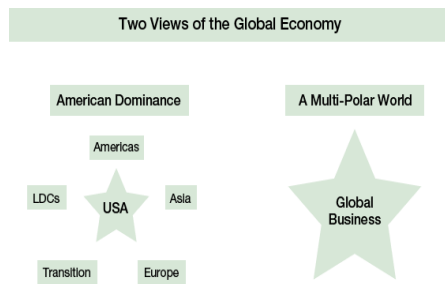 Two Views of the Global Economy
American Dominance
A Multi-Polar World
Americas
LDCs
USA
Asia
Global
Business
Transition
Europe